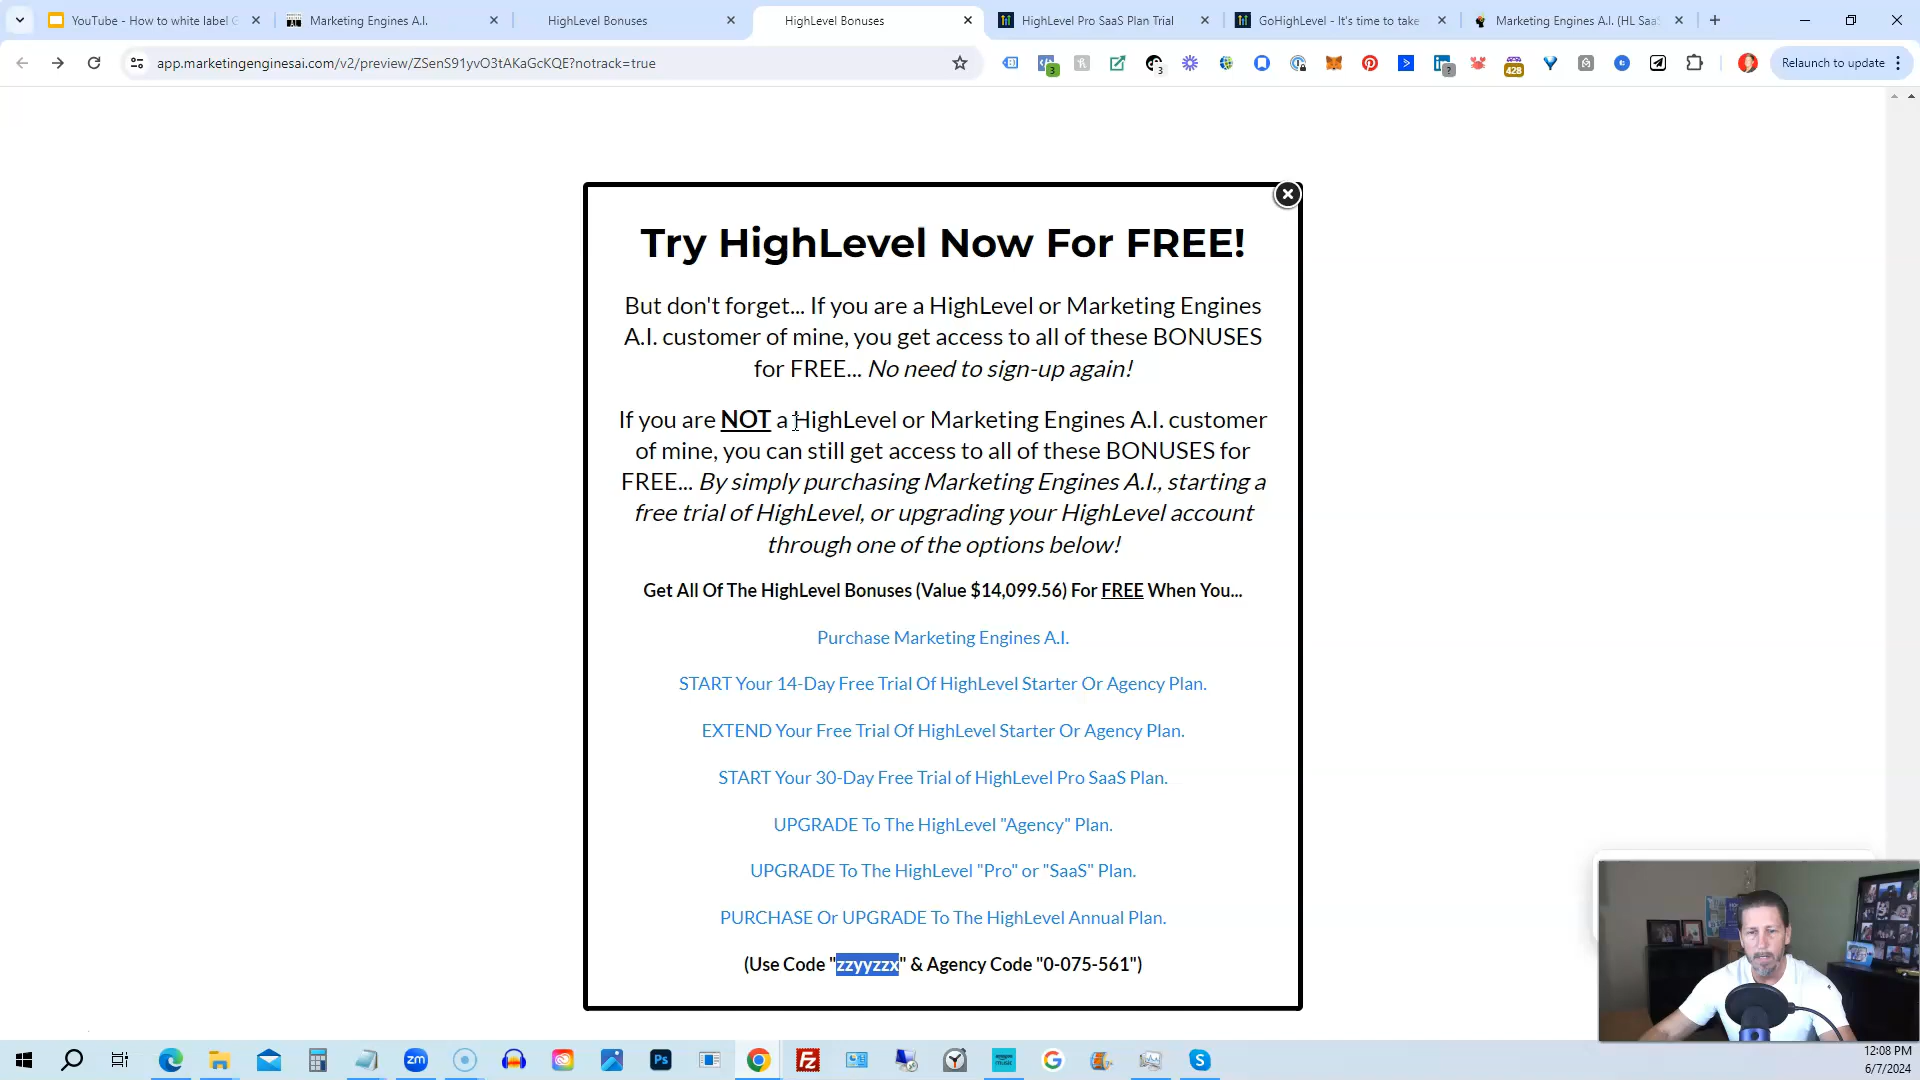 YouTube - How to white label G
Marketing Engines A.I.
HighLevel Bonuses
HighLevel Bonuses
HighLevel Pro SaaS Plan Trial
GoHighLevel - It's time to take
Marketing Engines A.I. (HL SaaS
app.marketingenginesai.com/v2/preview/ZSenS91yvO3tAKaGcKQE?notrack=true
3
3
428
Relaunch to update
Try HighLevel Now For FREE!
But don't forget... If you are a HighLevel or Marketing Engines
A.I. customer of mine, you get access to all of these BONUSES
for FREE... No need to sign-up again!
If you are NOT a HighLevel or Marketing Engines A.I. customer
of mine, you can still get access to all of these BONUSES for
FREE... By simply purchasing Marketing Engines A.I., starting a
free trial of HighLevel, or upgrading your HighLevel account
through one of the options below!
Get All Of The HighLevel Bonuses (Value $14,099.56) For FREE When You...
Purchase Marketing Engines A.I.
START Your 14-Day Free Trial Of HighLevel Starter Or Agency Plan.
EXTEND Your Free Trial Of HighLevel Starter Or Agency Plan.
START Your 30-Day Free Trial of HighLevel Pro SaaS Plan.
UPGRADE To The HighLevel "Agency" Plan.
UPGRADE To The HighLevel "Pro" or "SaaS" Plan.
PURCHASE Or UPGRADE To The HighLevel Annual Plan.
(Use Code "zzyyzzx" & Agency Code "0-075-561")
zm
Ps
12:08 PM
6/7/2024